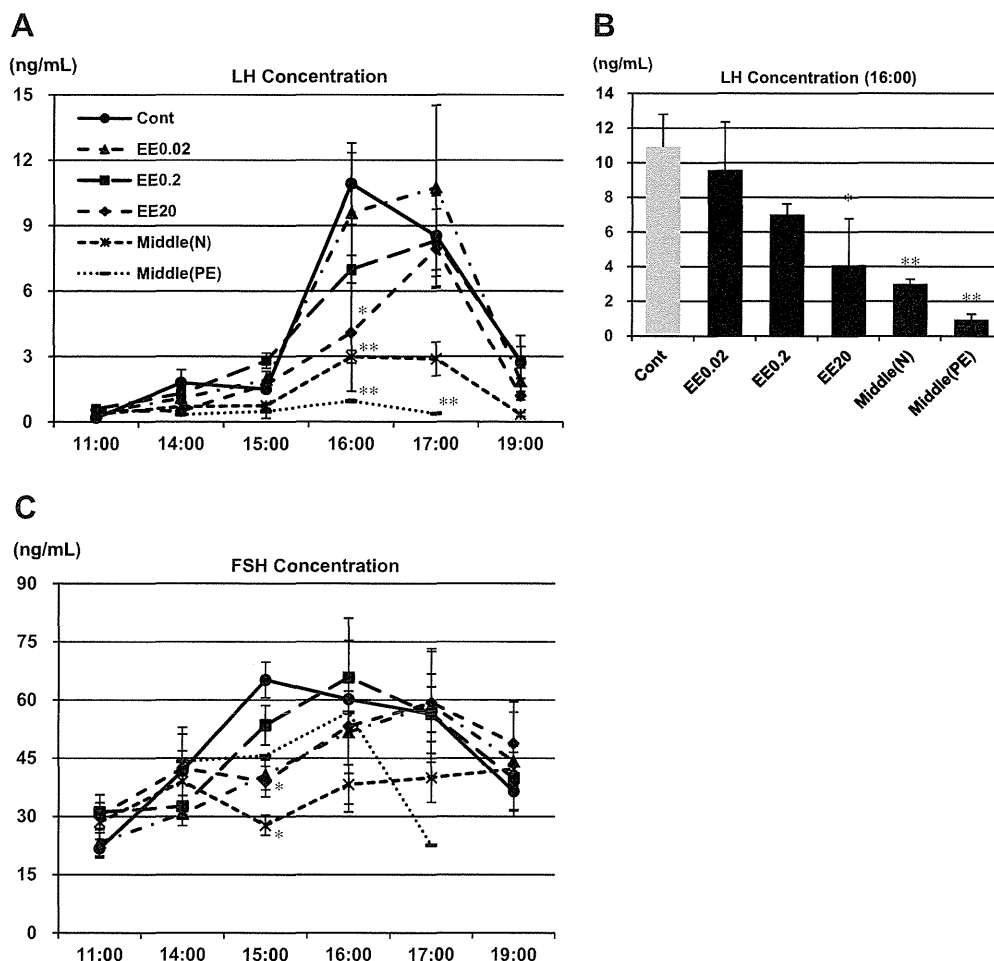 A
(ng/mL)
LH Concentration
15
12
9
6
3
0
Cont
EE0.02
EE0.2
EE20
Middle(N)
Middle(PE)
*
**
**
**
11:00 14:00 15:00 16:00 17:00 19:00
B
(ng/mL)
LH Concentration (16:00)
14
12
10
8
6
4
2
0
*
**
**
Cont EE0.02 EE0.2 EE20 Middle(N) Middle(PE)
C
(ng/mL)
FSH Concentration
90
75
60
45
30
15
0
*
*
11:00 14:00 15:00 16:00 17:00 19:00